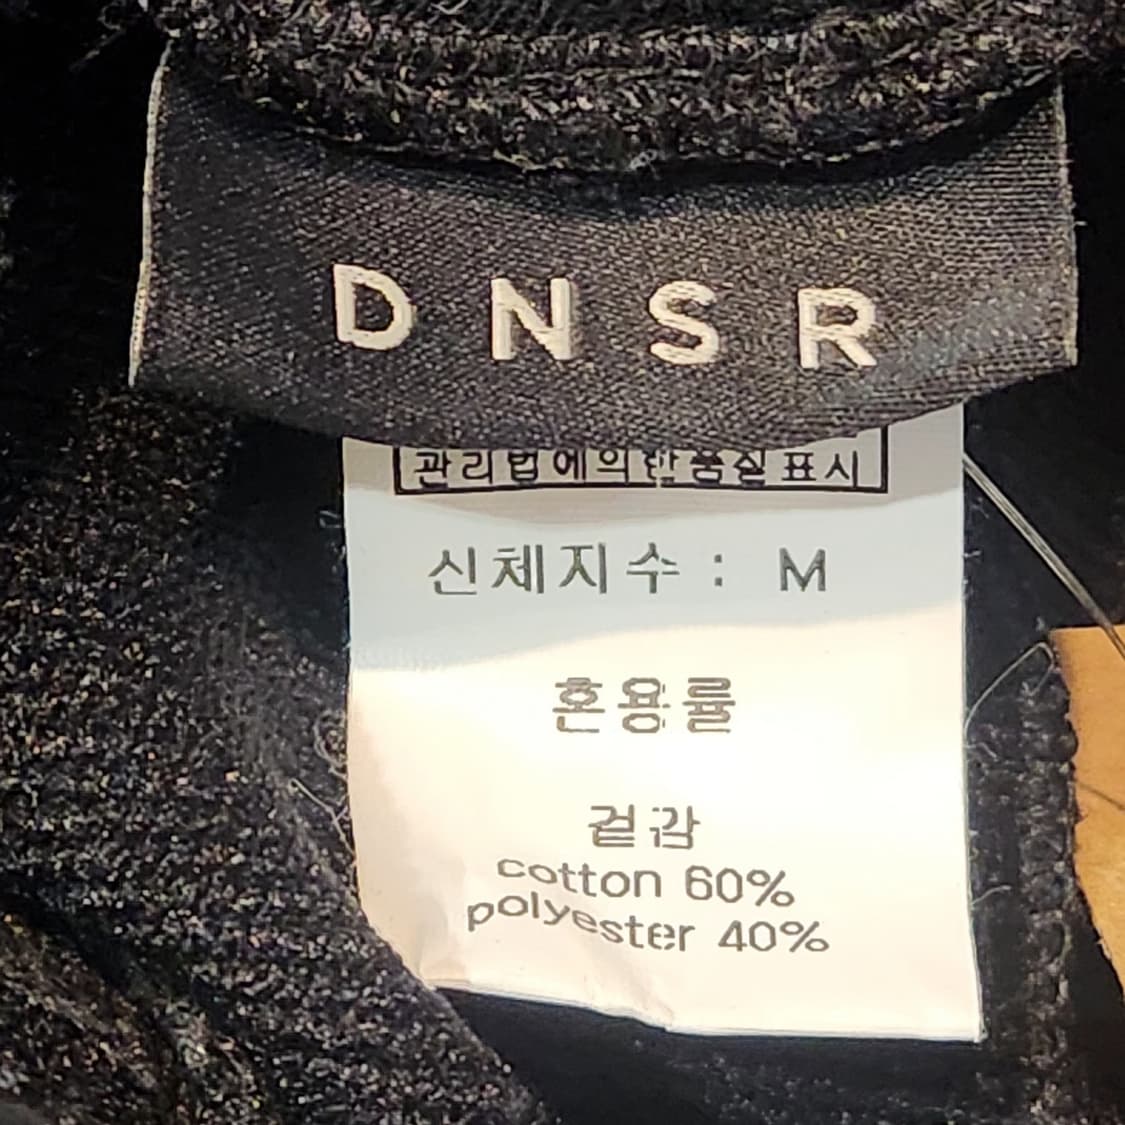 DNSR
관리법에의한품질표시
신체지수 : M
혼용률
겉감
cotton 60%
polyester 40%